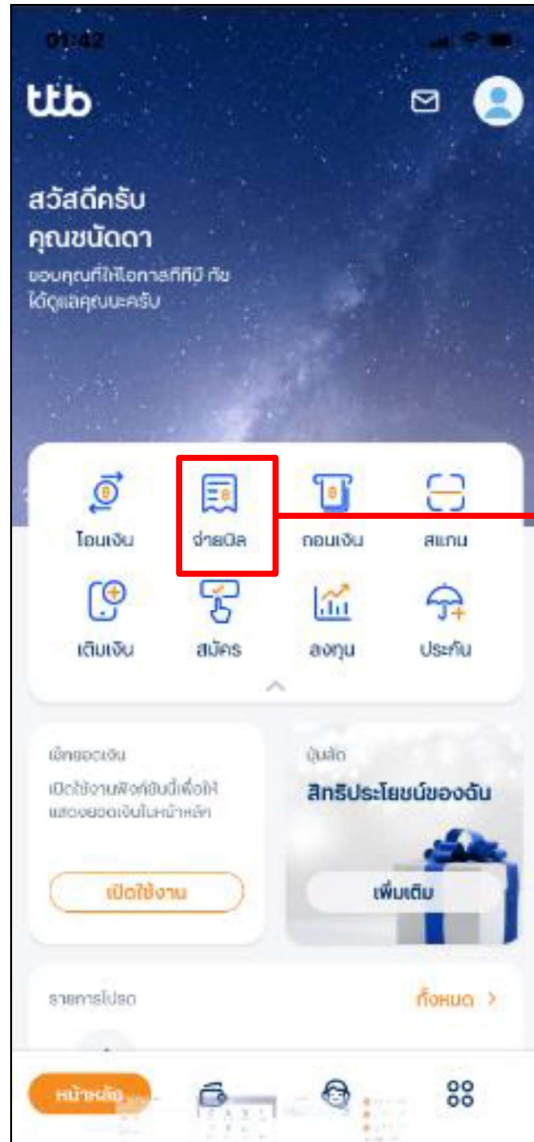 01:42
ttb
สวัสดีครับ
คุณชนัดดา
ขอบคุณที่ให้โอกาสทีทีบี ทัช
ได้ดูแลคุณนะครับ
โอนเงิน
จ่ายบิล
ถอนเงิน
สแกน
เติมเงิน
สมัคร
ลงทุน
ประกัน
เช็กยอดเงิน
เปิดใช้งานฟังก์ชันนี้เพื่อให้
แสดงยอดเงินในหน้าหลัก
เปิดใช้งาน
ปุ่มลัด
สิทธิประโยชน์ของฉัน
เพิ่มเติม
รายการโปรด
ทั้งหมด >
หน้าหลัก